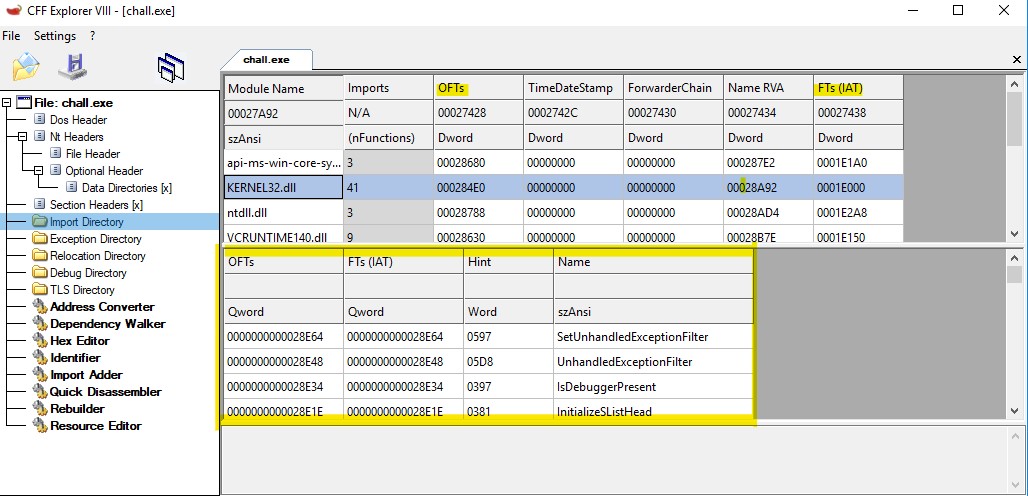 CFF Explorer VIII - [chall.exe]
File Settings ?
chall.exe
File: chall.exe
Dos Header
Nt Headers
File Header
Optional Header
Data Directories [x]
Section Headers [x]
Import Directory
Exception Directory
Relocation Directory
Debug Directory
TLS Directory
Address Converter
Dependency Walker
Hex Editor
Identifier
Import Adder
Quick Disassembler
Rebuilder
Resource Editor
Module Name Imports OFTs TimeDateStamp ForwarderChain Name RVA FTs (IAT)
00027A92 N/A 00027428 0002742C 00027430 00027434 00027438
szAnsi (nFunctions) Dword Dword Dword Dword Dword
api-ms-win-core-sy... 3 00028680 00000000 00000000 000287E2 0001E1A0
KERNEL32.dll 41 000284E0 00000000 00000000 00028A92 0001E000
ntdll.dll 3 00028788 00000000 00000000 00028AD4 0001E2A8
VCRUNTIME140.dll 9 00028630 00000000 00000000 00028B7E 0001E150
OFTs FTs (IAT) Hint Name
Qword Qword Word szAnsi
0000000000028E64 0000000000028E64 0597 SetUnhandledExceptionFilter
0000000000028E48 0000000000028E48 05D8 UnhandledExceptionFilter
0000000000028E34 0000000000028E34 0397 IsDebuggerPresent
0000000000028E1E 0000000000028E1E 0381 InitializeSListHead